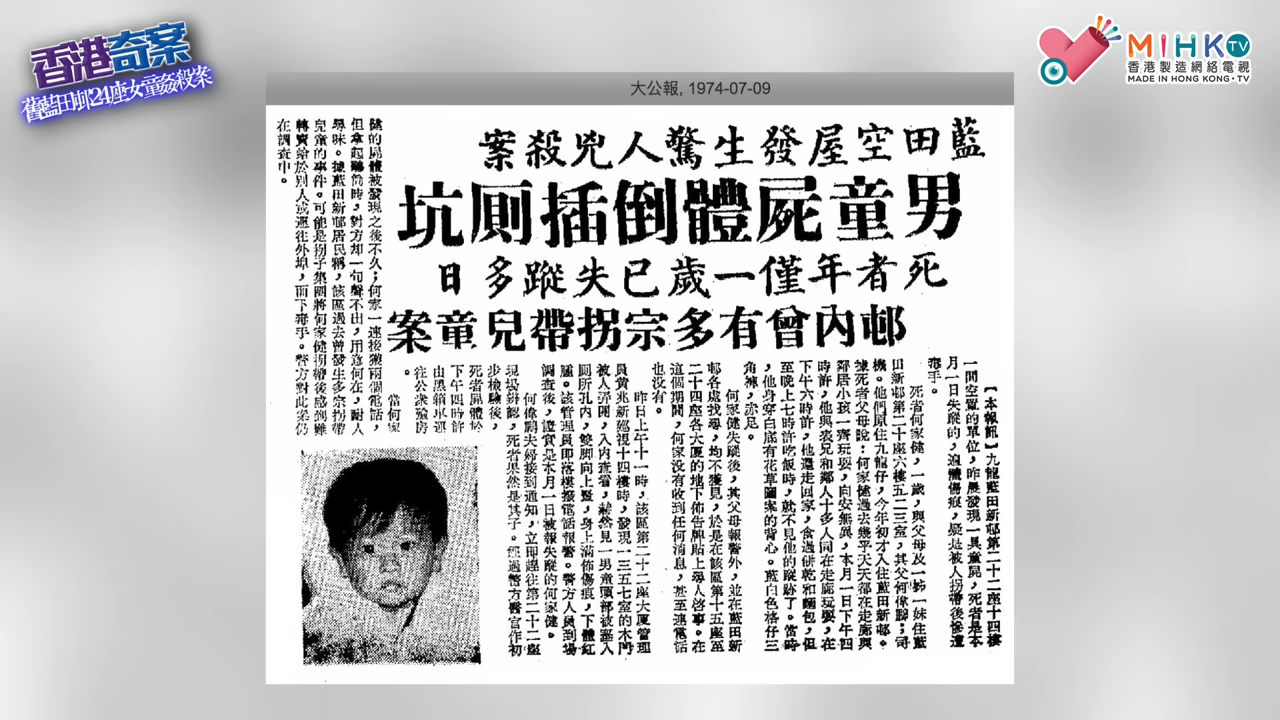 香港奇案
舊藍田邨24座女童姦殺案
MIHK TV
香港製造網絡電視
MADE IN HONG KONG・TV
大公報, 1974-07-09
藍田空屋發生驚人兇殺案
男童屍體倒插厠坑
死者年僅一歲已失蹤多日
邨內曾有多宗拐帶兒童案
【本報訊】九龍藍田新邨第二十二座十四樓
一間空置的單位，昨晨發現一具童屍，死者是本
月一日失蹤的，遍體傷痕，疑是被人拐帶後慘遭
毒手。
死者何家健，一歲，與父母及一姊一妹住藍
田新邨第二十座六樓五二三室，其父何偉騶；司
機。他們原住九龍仔，今年初才入住藍田新邨。
據死者父母說：何家健過去幾乎天天都在走廊與
鄰居小孩一齊玩耍，向安無異，本月一日下午四
時許，他與表兄和鄰人十多人同在走廊玩耍，在
下午六時許，他還走回家，食過餅乾和麵包，但
至晚上七時許吃飯時，就不見他的蹤跡了。當時
，他身穿白底有花草圖案的背心。藍白色格仔三
角褲，赤足。
何家健失蹤後，其父母報警外，並在藍田新
邨各處找尋，均不獲見，於是在該區第十五座至
二十四座各大厦的地下佈告牌貼上尋人啓事。在
這個期間，何家沒有收到任何消息，甚至連電話
也沒有。
昨日上午十一時，該區第二十二座大厦管理
員黃兆新巡視十四樓時，發現一三五七室的木門
被人弄開，入內查看，赫然見一男童頭部被塞入
厠所孔內，雙脚向上豎，身上滿佈傷痕，下體紅
腫。該管理員即落樓撥電話報警。警方人員到場
調查後，證實是本月一日被報失蹤的何家健。
何偉騶夫婦接到通知，立即趕往第二十二座
現場辨認，死者果然是其子。經過警方醫官作初
步檢驗後，
死者屍體於
下午四時許
由黑箱車運
往公衆殮房
。
當何家
健的屍體被發現之後不久，何家一連接獲兩個電話，
但拿起聽筒時，對方却一句聲不出，用意何在，耐人
尋味。據藍田新邨居民稱，該區過去曾發生多宗拐帶
兒童的事件。可能是拐子集團將何家健拐帶後感到難
轉賣給於別人或運往外埠，而下毒手。警方對此案仍
在調查中。